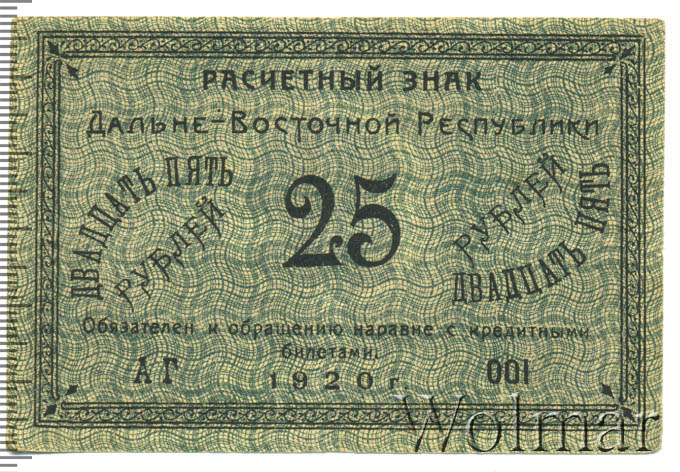 РАСЧЕТНЫЙ ЗНАК
ДАЛЬНЕ-ВОСТОЧНОЙ РЕСПУБЛИКИ
ДВАДЦАТЬ ПЯТЬ
РУБЛЕЙ
25
РУБЛЕЙ
ДВАДЦАТЬ ПЯТЬ
Обязателен к обращению наравне с кредитными
билетами.
АГ 1920 г. 001
Wolmar